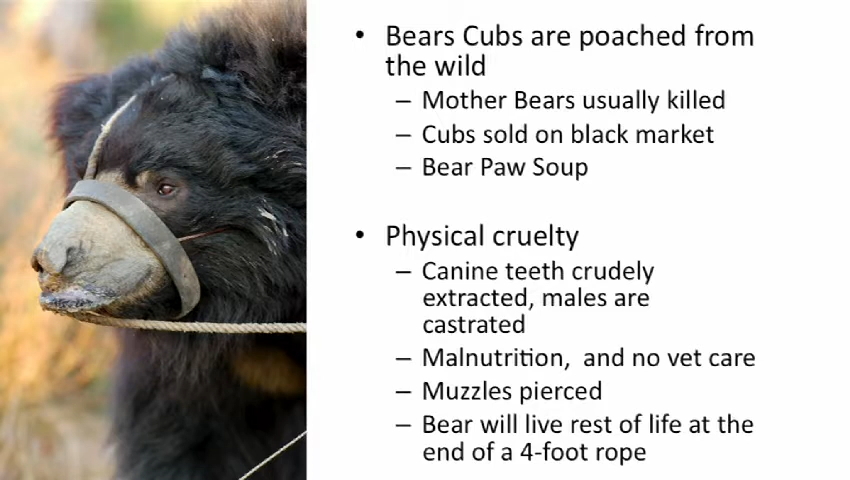 • Bears Cubs are poached from
the wild
– Mother Bears usually killed
– Cubs sold on black market
– Bear Paw Soup
• Physical cruelty
– Canine teeth crudely
extracted, males are
castrated
– Malnutrition,  and no vet care
– Muzzles pierced
– Bear will live rest of life at the
end of a 4-foot rope